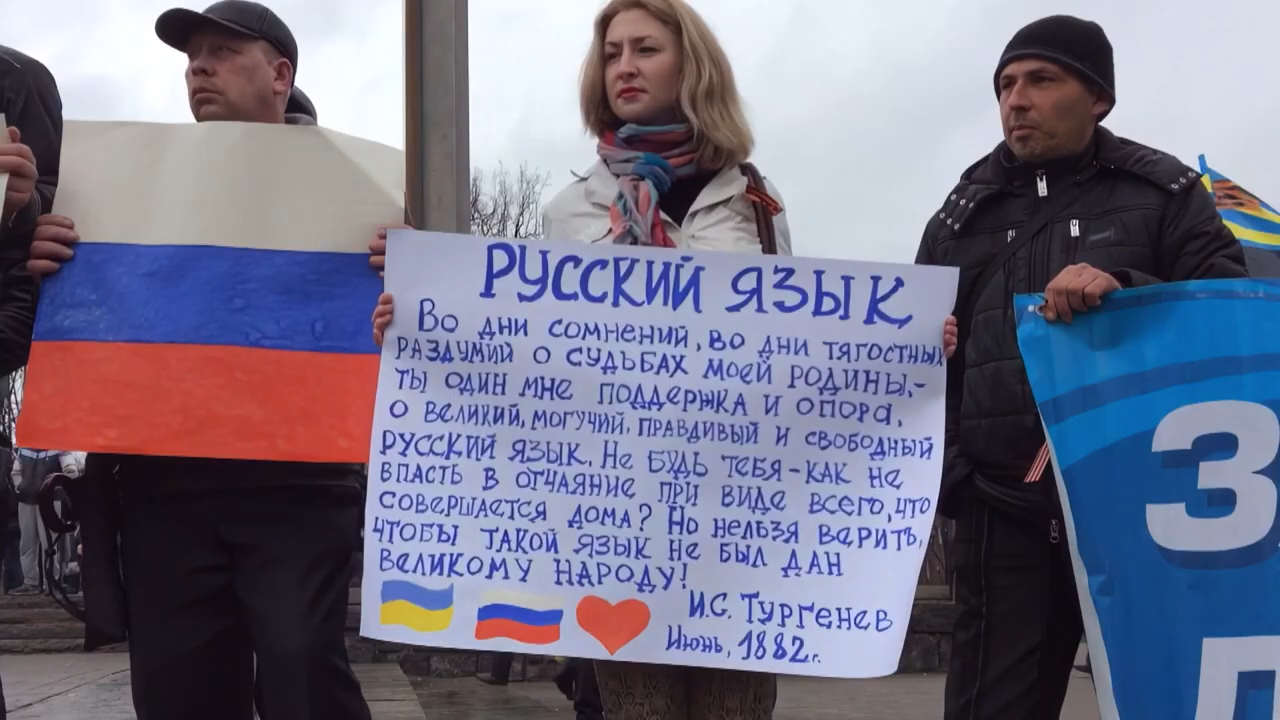 РУССКИЙ ЯЗЫК
Во дни сомнений, во дни тягостных
раздумий о судьбах моей родины,-
ты один мне поддержка и опора,
о великий, могучий, правдивый и свободный
русский язык. Не будь тебя - как не
впасть в отчаяние при виде всего, что
совершается дома? Но нельзя верить,
чтобы такой язык не был дан
великому народу!
И.С. Тургенев
Июнь, 1882г.
З